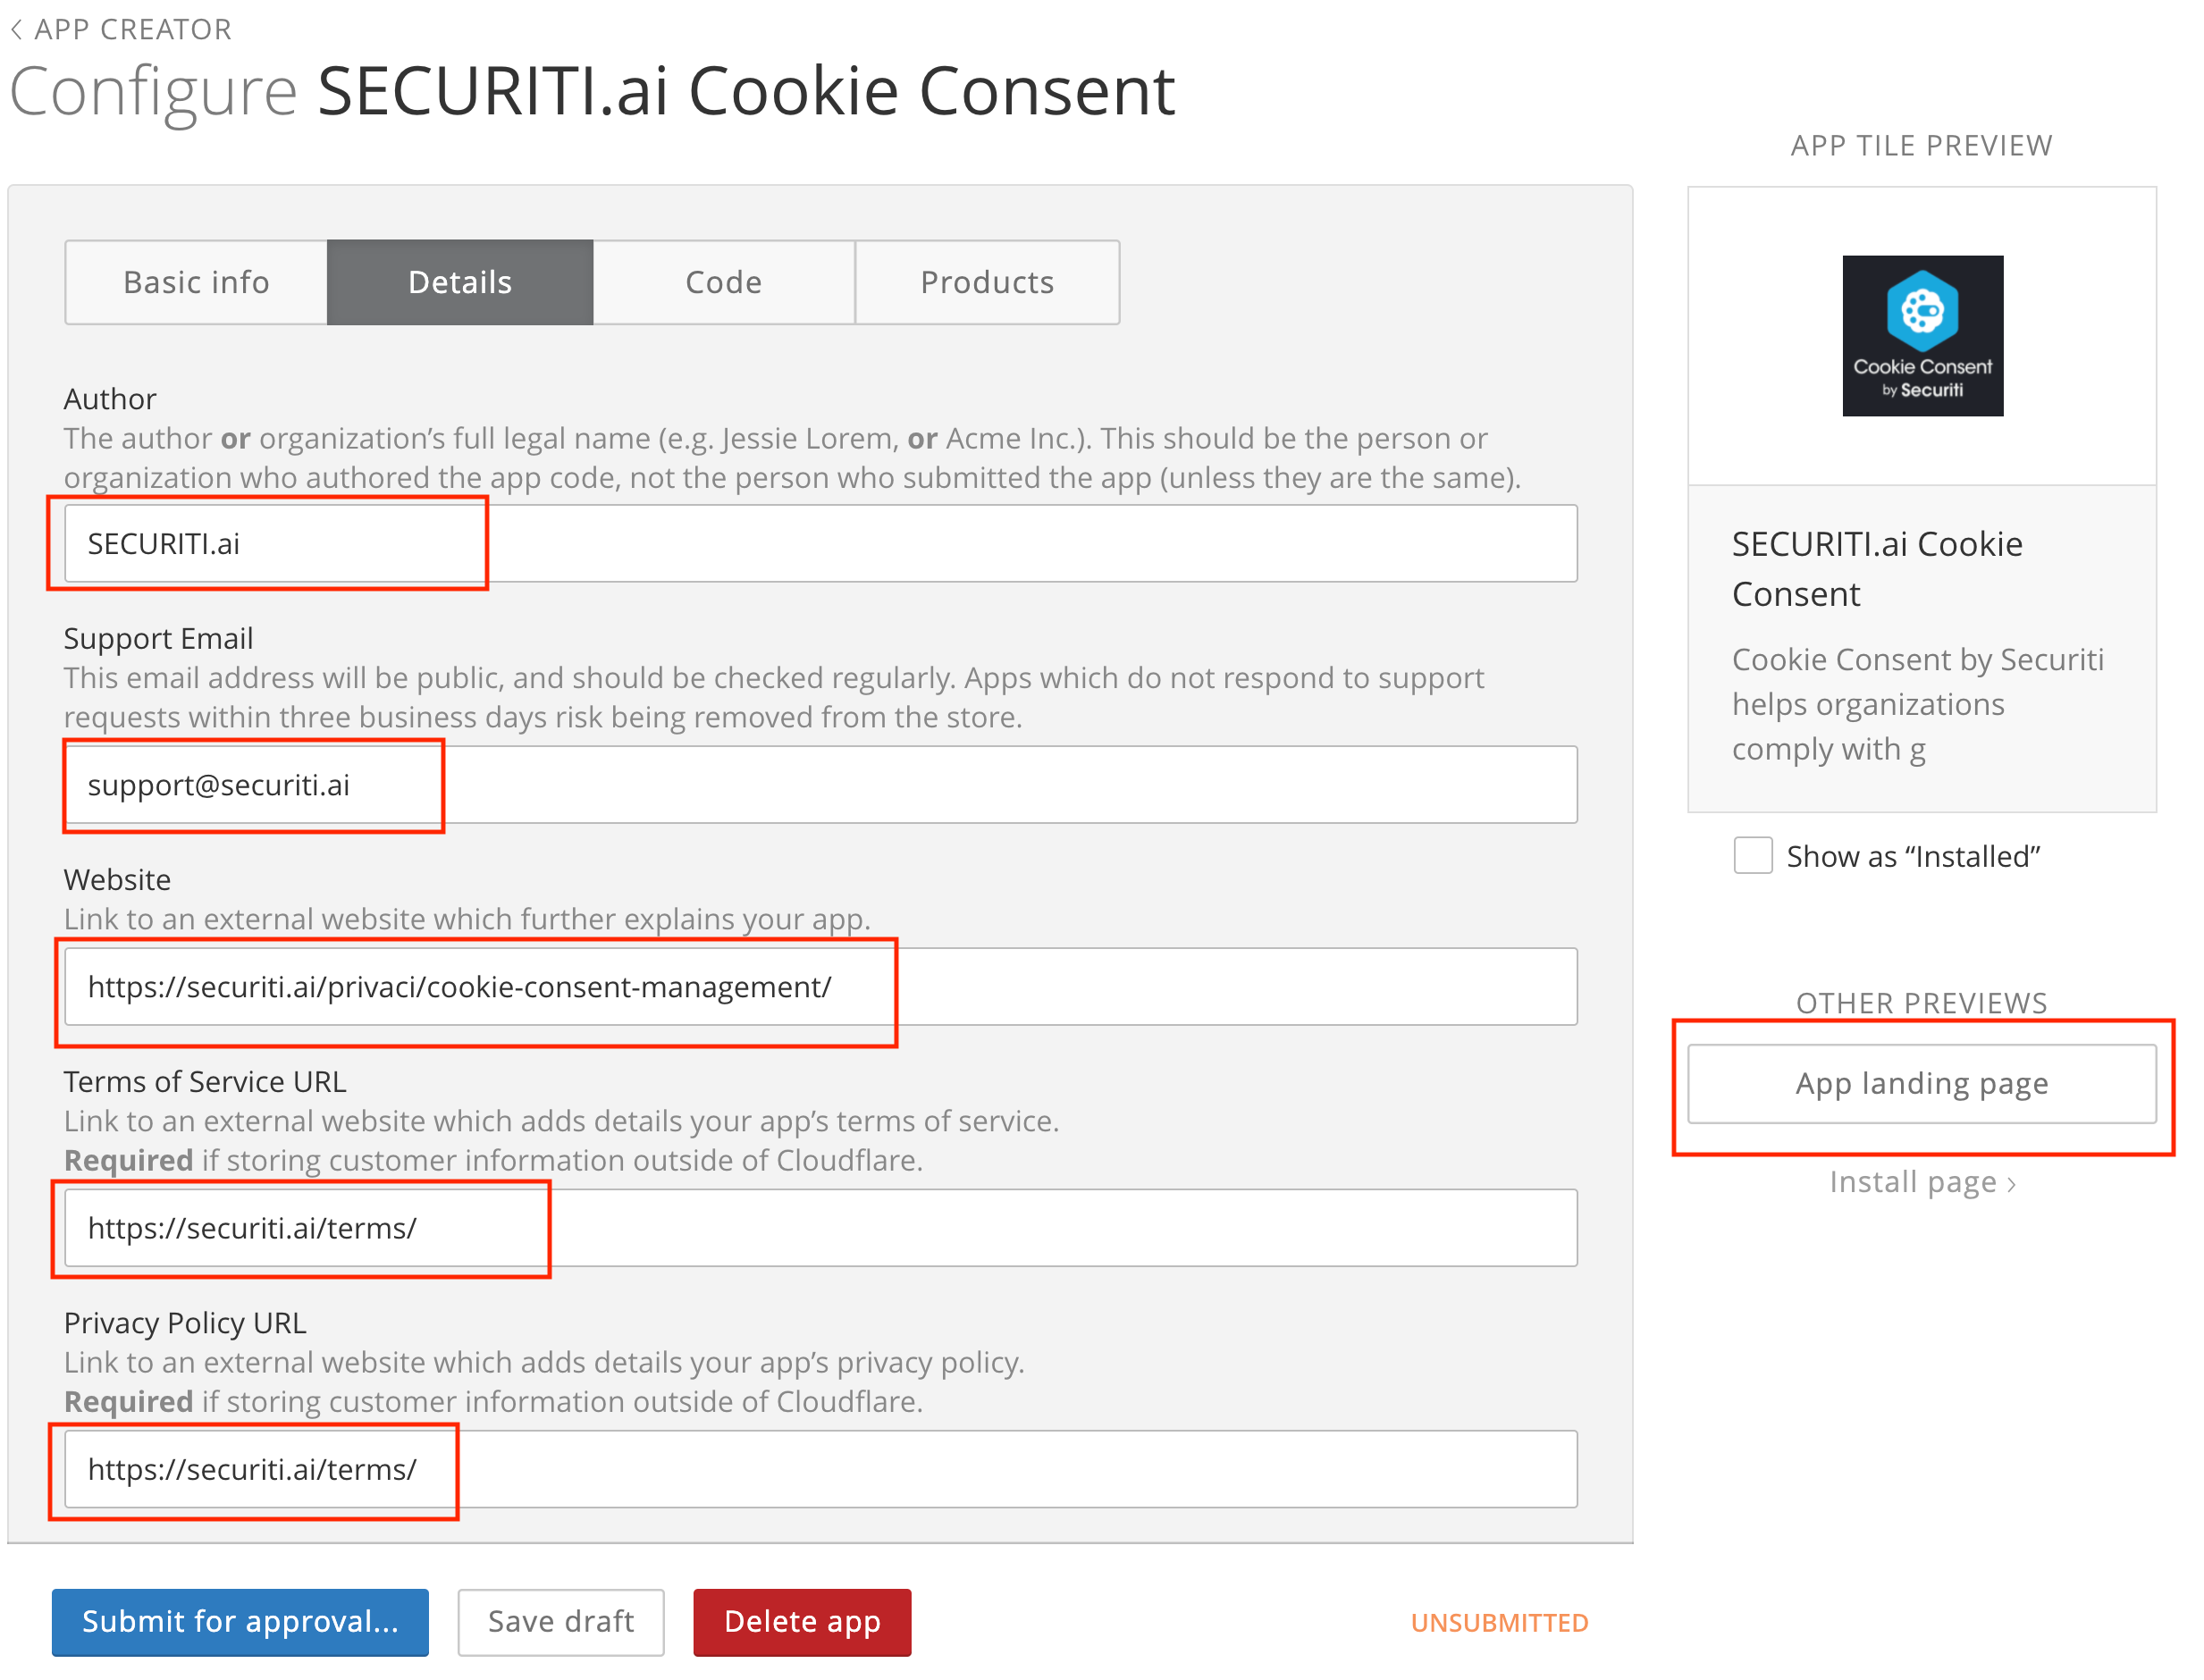 ‹ APP CREATOR
Configure SECURITI.ai Cookie Consent
Basic info
Details
Code
Products
Author
The author or organization’s full legal name (e.g. Jessie Lorem, or Acme Inc.). This should be the person or
organization who authored the app code, not the person who submitted the app (unless they are the same).
SECURITI.ai
Support Email
This email address will be public, and should be checked regularly. Apps which do not respond to support
requests within three business days risk being removed from the store.
support@securiti.ai
Website
Link to an external website which further explains your app.
https://securiti.ai/privaci/cookie-consent-management/
Terms of Service URL
Link to an external website which adds details your app’s terms of service.
Required if storing customer information outside of Cloudflare.
https://securiti.ai/terms/
Privacy Policy URL
Link to an external website which adds details your app’s privacy policy.
Required if storing customer information outside of Cloudflare.
https://securiti.ai/terms/
Submit for approval...
Save draft
Delete app
UNSUBMITTED
APP TILE PREVIEW
Cookie Consent
by Securiti
SECURITI.ai Cookie
Consent
Cookie Consent by Securiti
helps organizations
comply with g
Show as “Installed”
OTHER PREVIEWS
App landing page
Install page ›